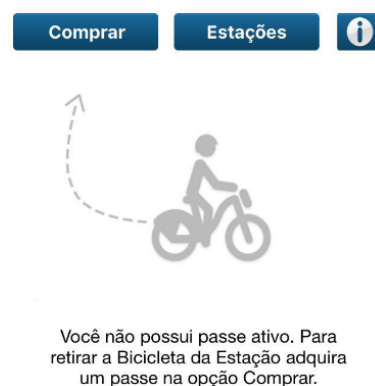 Comprar Estações i
Você não possui passe ativo. Para
retirar a Bicicleta da Estação adquira
um passe na opção Comprar.